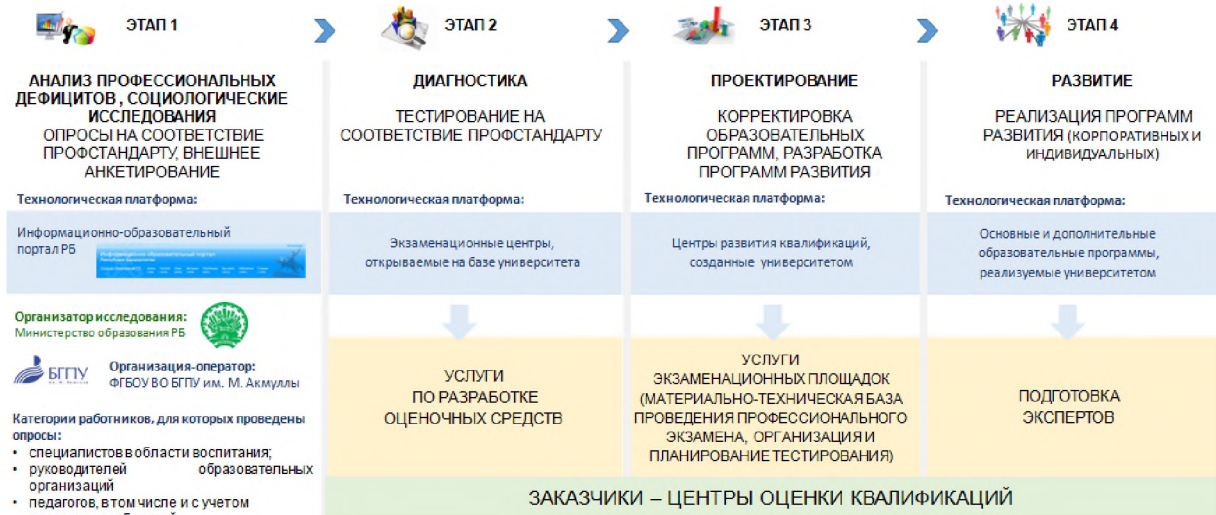 ЭТАП 1
АНАЛИЗ ПРОФЕССИОНАЛЬНЫХ
ДЕФИЦИТОВ , СОЦИОЛОГИЧЕСКИЕ
ИССЛЕДОВАНИЯ
ОПРОСЫ НА СООТВЕТСТВИЕ
ПРОФСТАНДАРТУ, ВНЕШНЕЕ
АНКЕТИРОВАНИЕ
Технологическая платформа:
Информационно-образовательный
портал РБ
Организатор исследования:
Министерство образования РБ
БГПУ
Организация-оператор:
ФГБОУ ВО БГПУ им. М. Акмуллы
Категории работников, для которых проведены
опросы:
• специалистов в области воспитания;
• руководителей образовательных
организаций
• педагогов, в том числе и с учетом
ЭТАП 2
ДИАГНОСТИКА
ТЕСТИРОВАНИЕ НА
СООТВЕТСТВИЕ ПРОФСТАНДАРТУ
Технологическая платформа:
Экзаменационные центры,
открываемые на базе университета
УСЛУГИ
ПО РАЗРАБОТКЕ
ОЦЕНОЧНЫХ СРЕДСТВ
ЭТАП 3
ПРОЕКТИРОВАНИЕ
КОРРЕКТИРОВКА
ОБРАЗОВАТЕЛЬНЫХ
ПРОГРАММ, РАЗРАБОТКА
ПРОГРАММ РАЗВИТИЯ
Технологическая платформа:
Центры развития квалификаций,
созданные университетом
УСЛУГИ
ЭКЗАМЕНАЦИОННЫХ ПЛОЩАДОК
(МАТЕРИАЛЬНО-ТЕХНИЧЕСКАЯ БАЗА
ПРОВЕДЕНИЯ ПРОФЕССИОНАЛЬНОГО
ЭКЗАМЕНА, ОРГАНИЗАЦИЯ И
ПЛАНИРОВАНИЕ ТЕСТИРОВАНИЯ)
ЭТАП 4
РАЗВИТИЕ
РЕАЛИЗАЦИЯ ПРОГРАММ
РАЗВИТИЯ (КОРПОРАТИВНЫХ И
ИНДИВИДУАЛЬНЫХ)
Технологическая платформа:
Основные и дополнительные
образовательные программы,
реализуемые университетом
ПОДГОТОВКА
ЭКСПЕРТОВ
ЗАКАЗЧИКИ – ЦЕНТРЫ ОЦЕНКИ КВАЛИФИКАЦИЙ